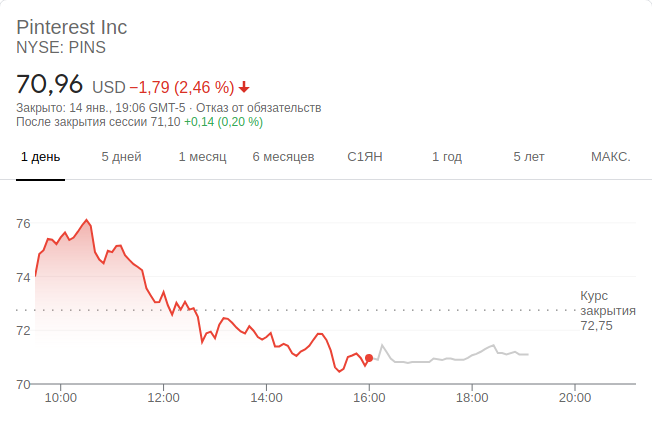 Pinterest Inc
NYSE: PINS
70,96 USD −1,79 (2,46 %)
Закрыто: 14 янв., 19:06 GMT-5 · Отказ от обязательств
После закрытия сессии 71,10 +0,14 (0,20 %)
1 день 5 дней 1 месяц 6 месяцев С1ЯН 1 год 5 лет МАКС.
76
74
Курс
закрытия
72,75
72
70
10:00 12:00 14:00 16:00 18:00 20:00